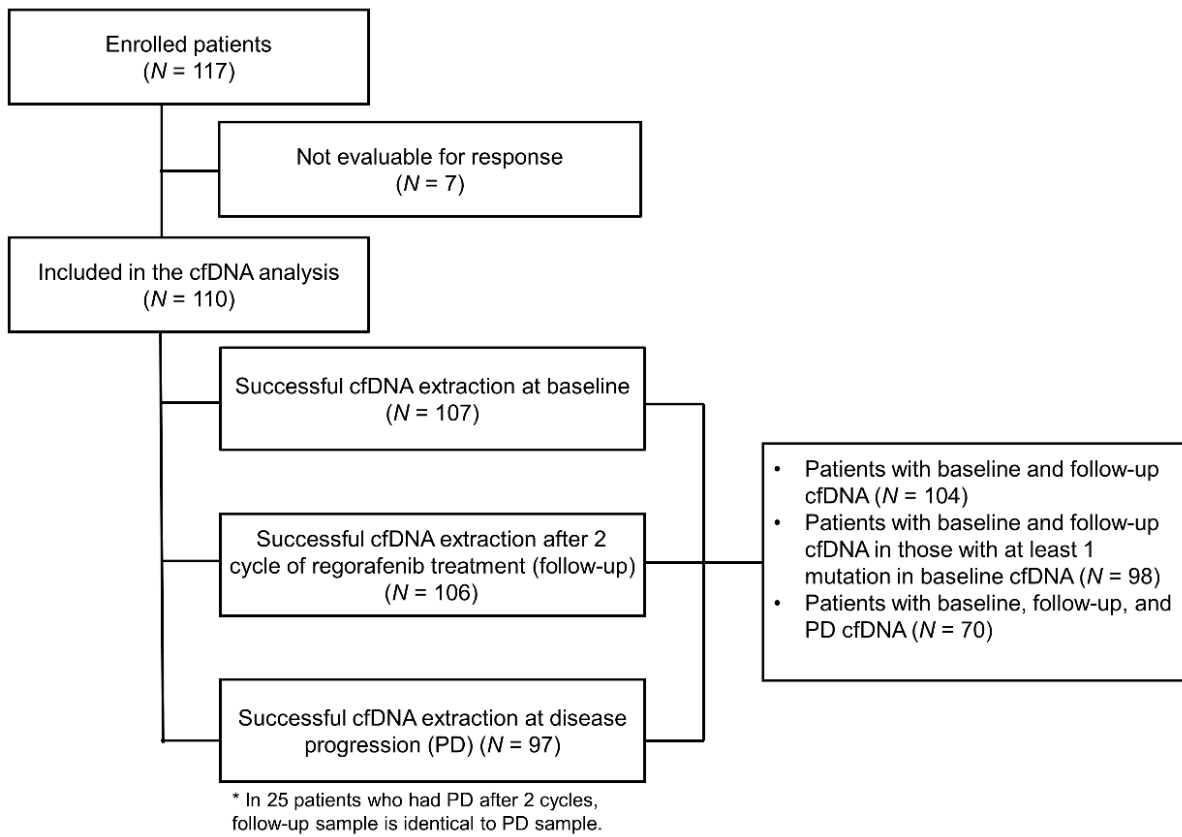 Enrolled patients
(N = 117)
Not evaluable for response
(N = 7)
Included in the cfDNA analysis
(N = 110)
Successful cfDNA extraction at baseline
(N = 107)
Successful cfDNA extraction after 2
cycle of regorafenib treatment (follow-up)
(N = 106)
Successful cfDNA extraction at disease
progression (PD) (N = 97)
* In 25 patients who had PD after 2 cycles,
follow-up sample is identical to PD sample.
• Patients with baseline and follow-up
cfDNA (N = 104)
• Patients with baseline and follow-up
cfDNA in those with at least 1
mutation in baseline cfDNA (N = 98)
• Patients with baseline, follow-up, and
PD cfDNA (N = 70)